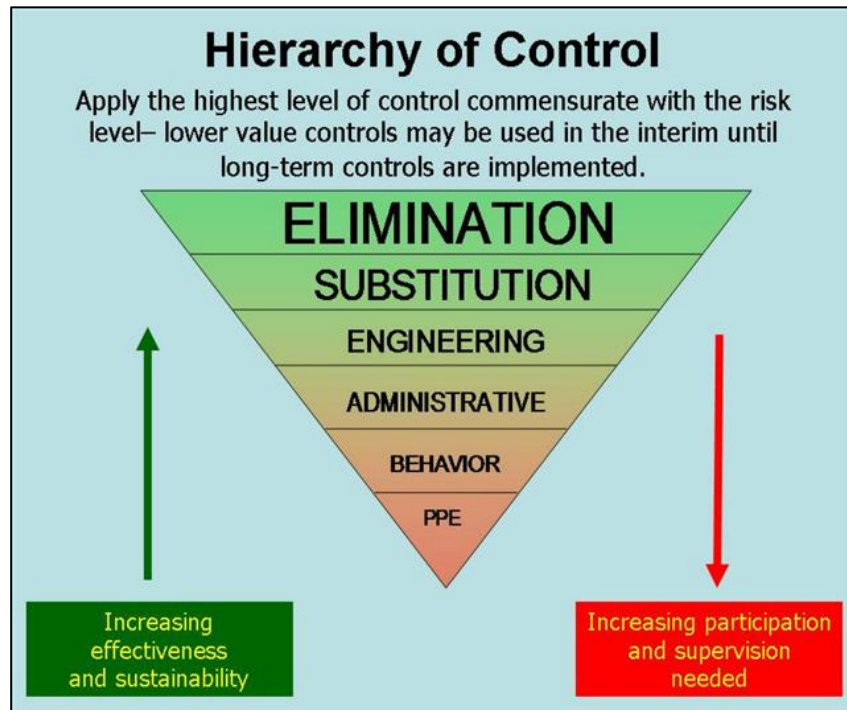 Hierarchy of Control
Apply the highest level of control commensurate with the risk
level– lower value controls may be used in the interim until
long-term controls are implemented.
ELIMINATION
SUBSTITUTION
ENGINEERING
ADMINISTRATIVE
BEHAVIOR
PPE
Increasing
effectiveness
and sustainability
Increasing participation
and supervision
needed